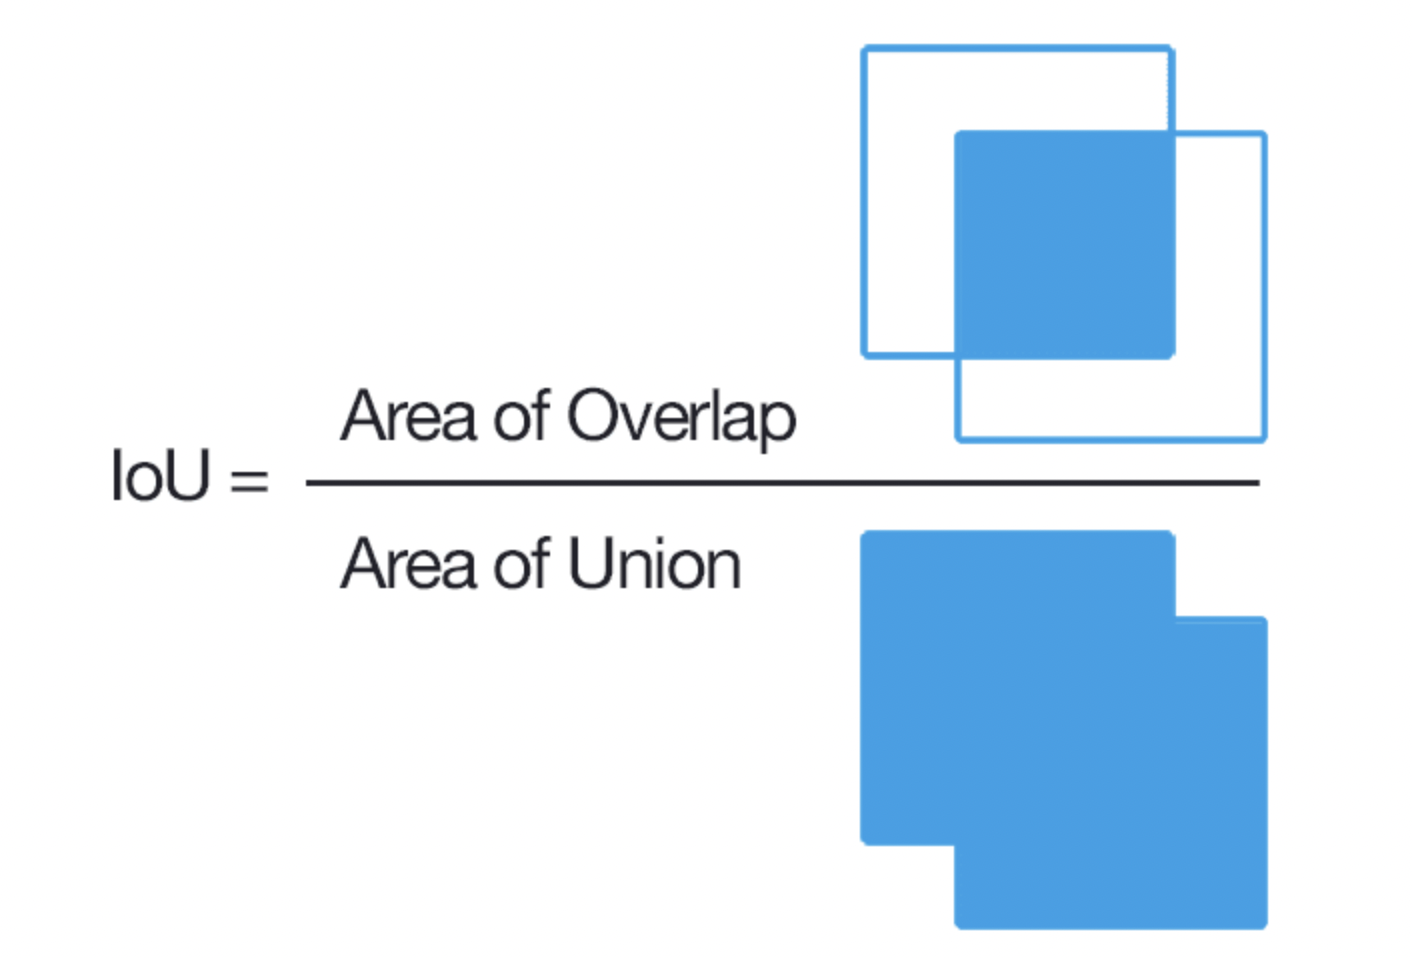 Area of Overlap
IoU =
Area of Union